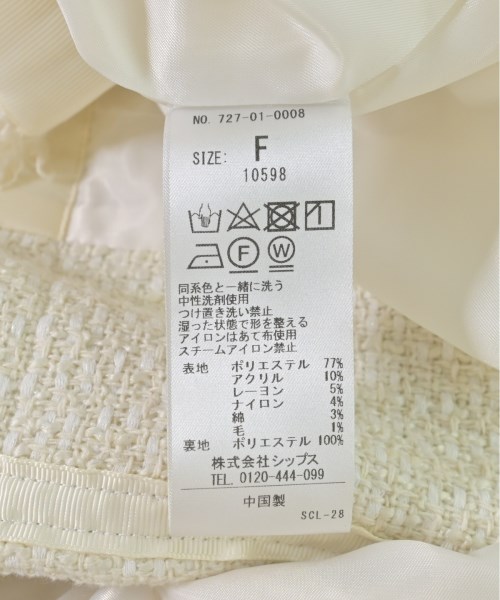 NO. 727-01-0008
SIZE: F
10598
F W
同系色と一緒に洗う
中性洗剤使用
つけ置き洗い禁止
湿った状態で形を整える
アイロンはあて布使用
スチームアイロン禁止
表地 ポリエステル 77%
アクリル 10%
レーヨン 5%
ナイロン 4%
綿 3%
毛 1%
裏地 ポリエステル 100%
株式会社シップス
TEL. 0120-444-099
中国製
SCL-28